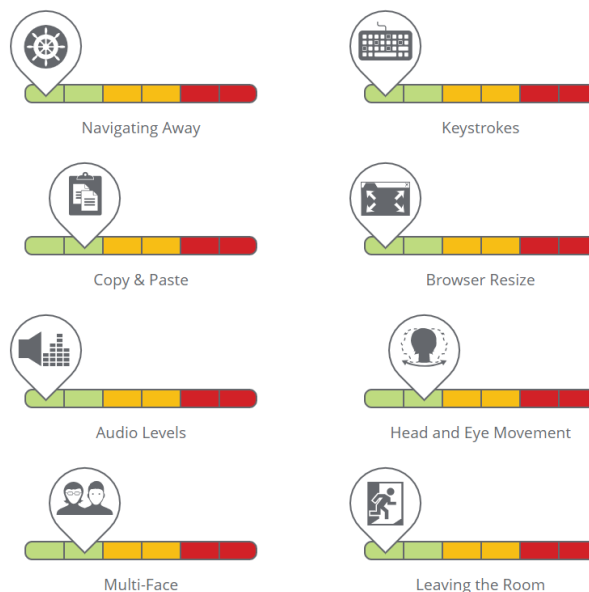 Navigating Away
Keystrokes
Copy & Paste
Browser Resize
Audio Levels
Head and Eye Movement
Multi-Face
Leaving the Room